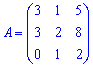 A = ( 3 1 5
3 2 8
0 1 2 )